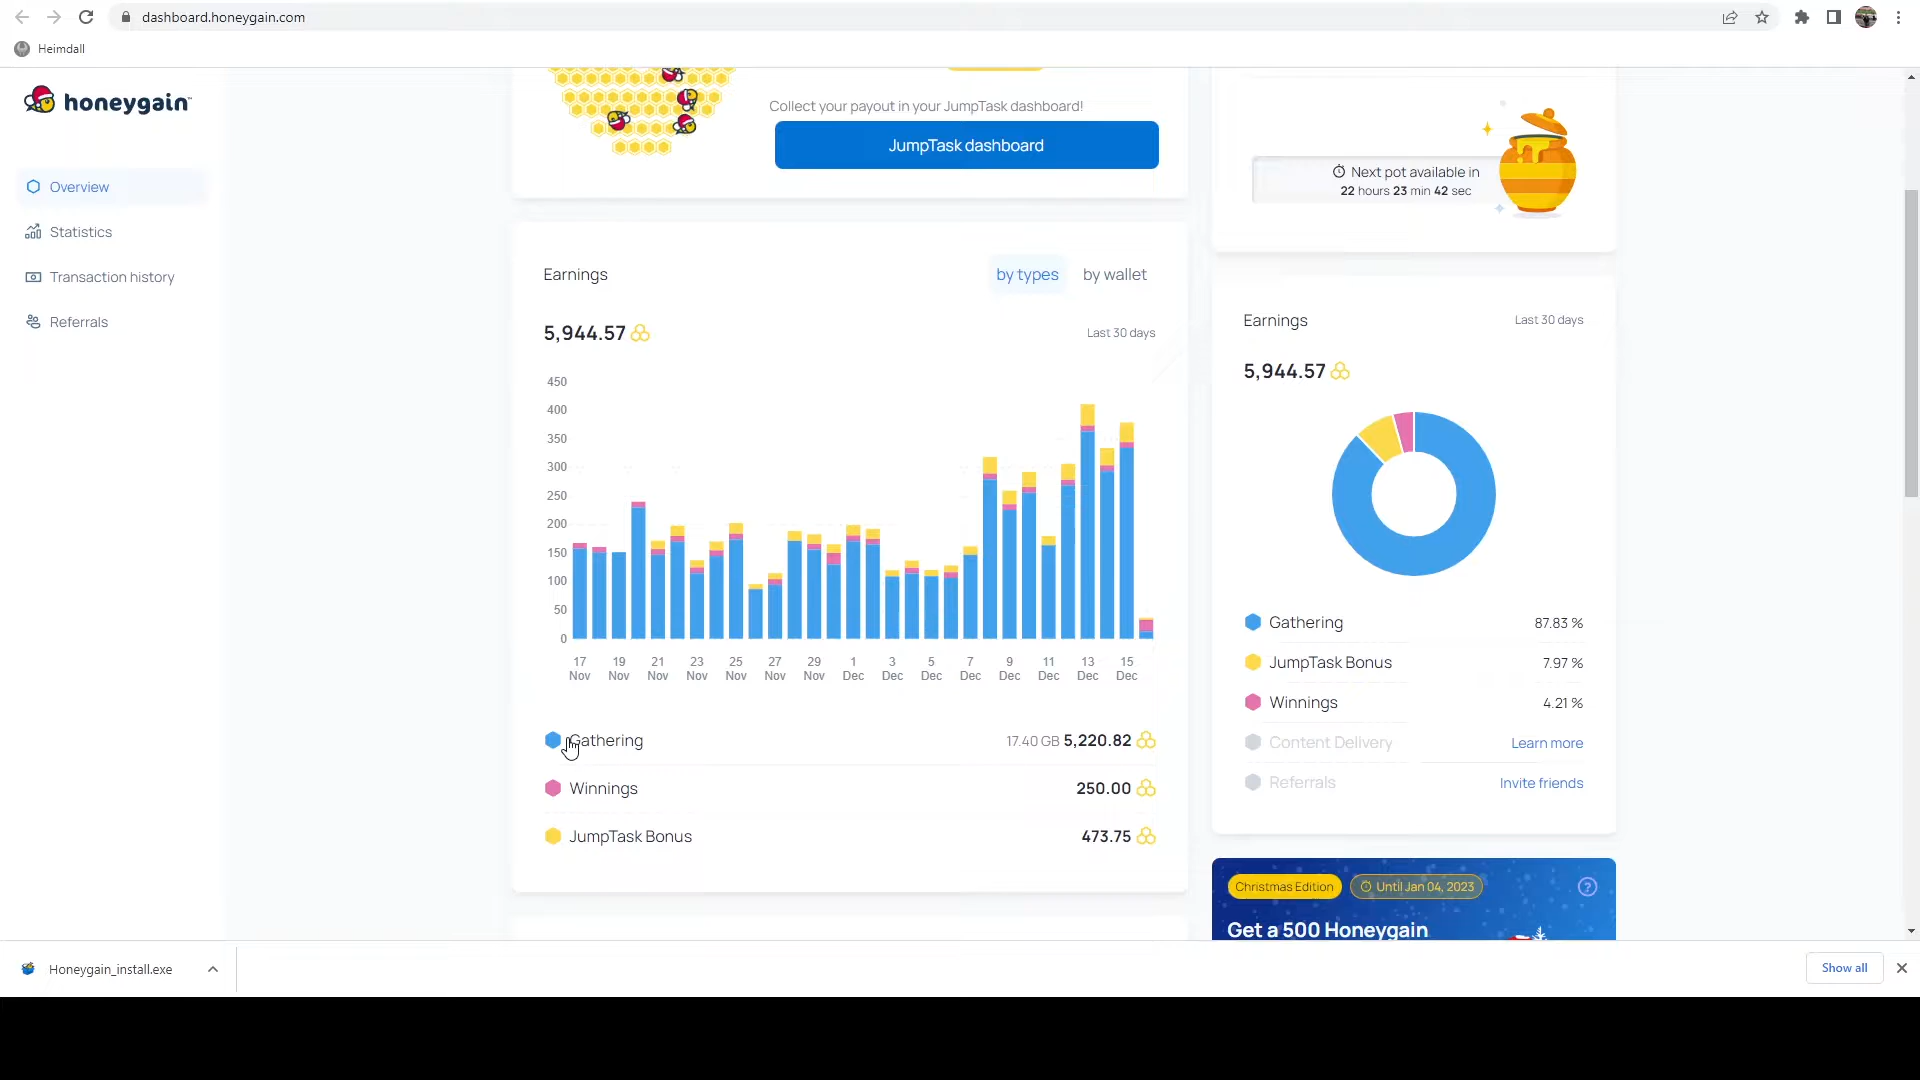 dashboard.honeygain.com
Heimdall
honeygain
Overview
Statistics
Transaction history
Referrals
Collect your payout in your JumpTask dashboard!
JumpTask dashboard
Next pot available in
22 hours 23 min 42 sec
Earnings
by types
by wallet
5,944.57
Last 30 days
450
400
350
300
250
200
150
100
50
0
17 19 21 23 25 27 29 1 3 5 7 9 11 13 15
Nov Nov Nov Nov Nov Nov Nov Dec Dec Dec Dec Dec Dec Dec Dec
Gathering 17.40 GB 5,220.82
Winnings 250.00
JumpTask Bonus 473.75
Earnings
Last 30 days
5,944.57
Gathering 87.83 %
JumpTask Bonus 7.97 %
Winnings 4.21 %
Content Delivery Learn more
Referrals Invite friends
Christmas Edition
Until Jan 04, 2023
?
Get a 500 Honeygain
Honeygain_install.exe
Show all